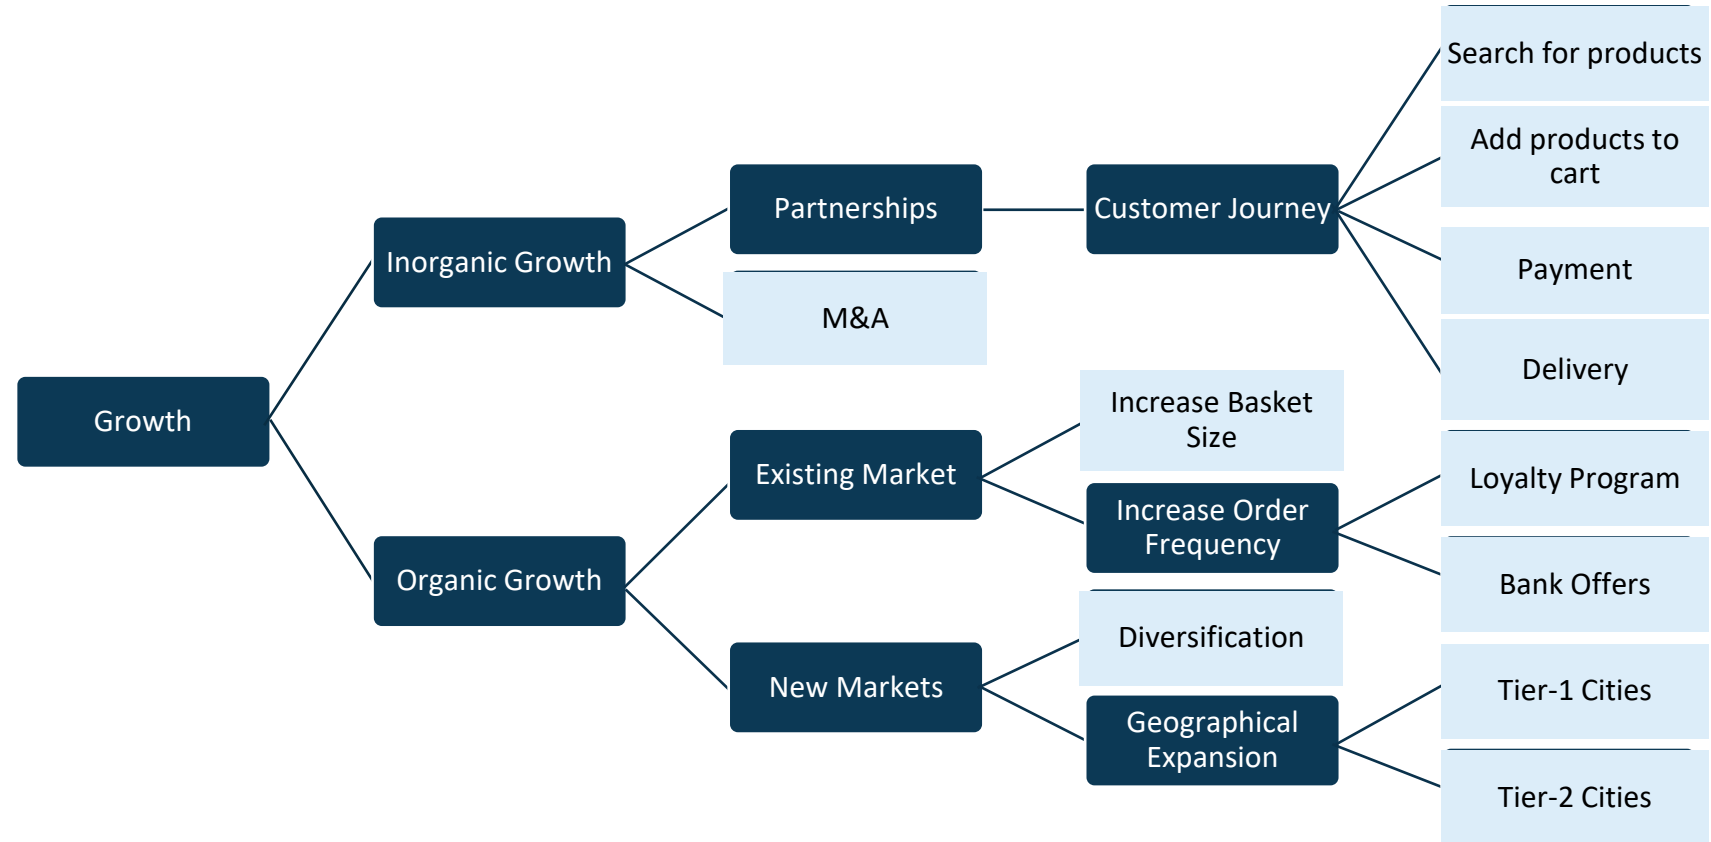 Search for products
Add products to
cart
Partnerships
Customer Journey
Inorganic Growth
Payment
M&A
Delivery
Growth
Increase Basket
Size
Existing Market
Loyalty Program
Increase Order
Frequency
Organic Growth
Bank Offers
Diversification
New Markets
Tier-1 Cities
Geographical
Expansion
Tier-2 Cities